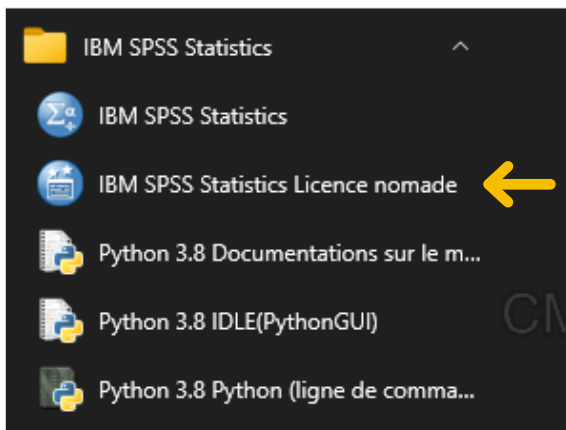 IBM SPSS Statistics
IBM SPSS Statistics
IBM SPSS Statistics Licence nomade
Python 3.8 Documentations sur le m...
Python 3.8 IDLE(PythonGUI)
Python 3.8 Python (ligne de comma...